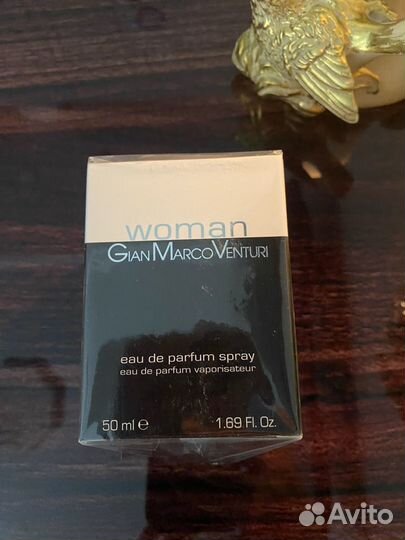 woman
GIANMARCOVENTURI
eau de parfum spray
eau de parfum vaporisateur
50 ml e 1.69 Fl. Oz.
Avito